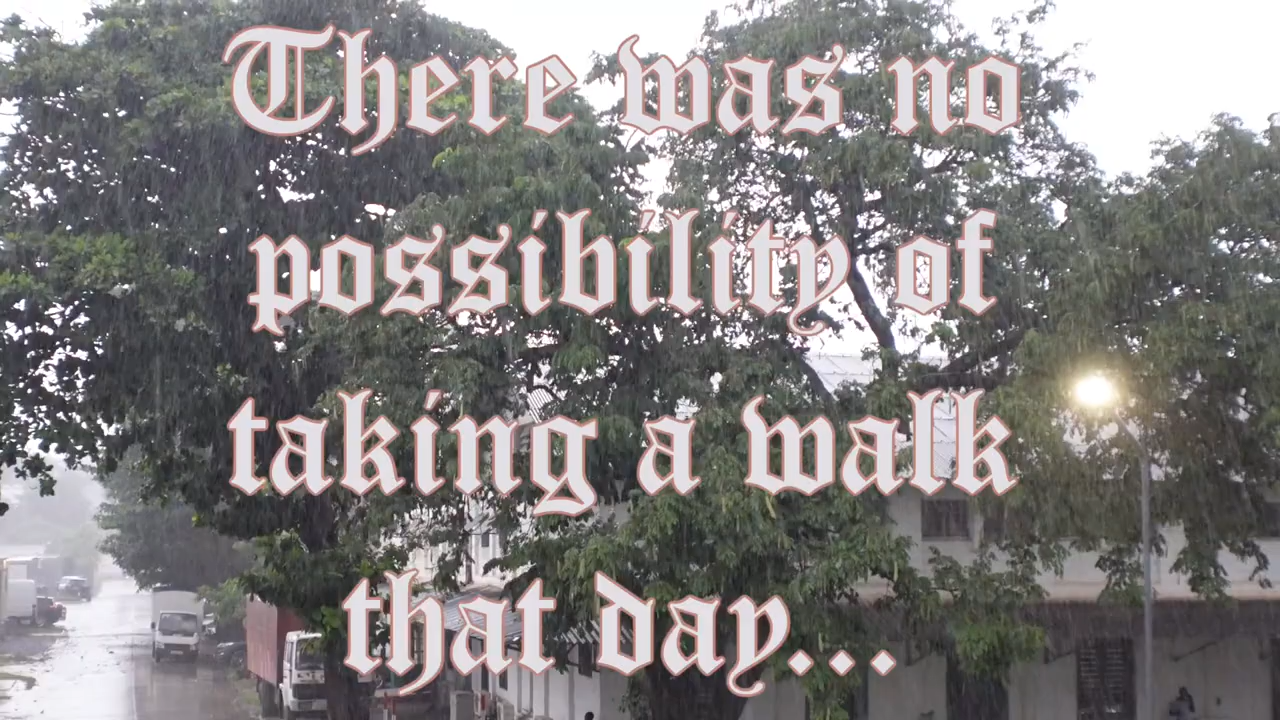 There was no
possibility of
taking a walk
that day...